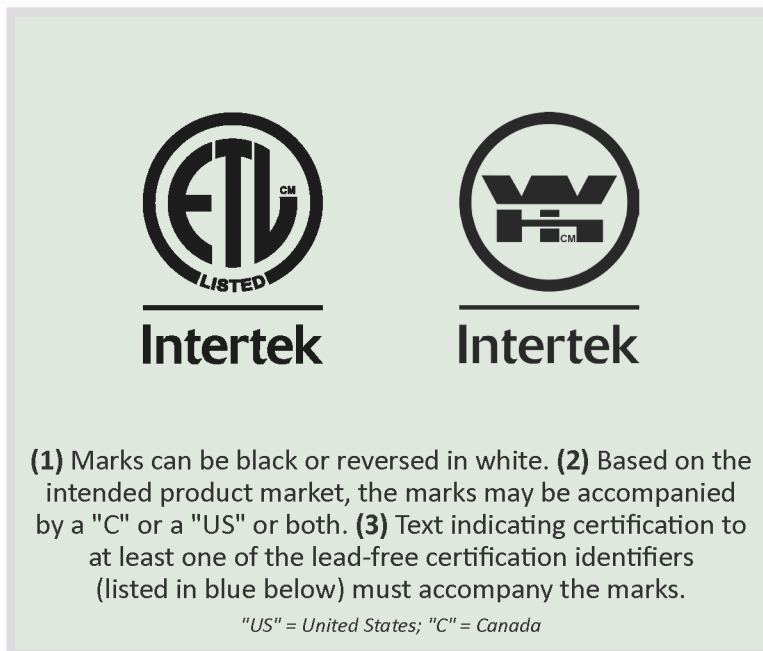 ETL CM
LISTED
Intertek
WH CM
Intertek
(1) Marks can be black or reversed in white. (2) Based on the
intended product market, the marks may be accompanied
by a "C" or a "US" or both. (3) Text indicating certification to
at least one of the lead-free certification identifiers
(listed in blue below) must accompany the marks.
"US" = United States; "C" = Canada